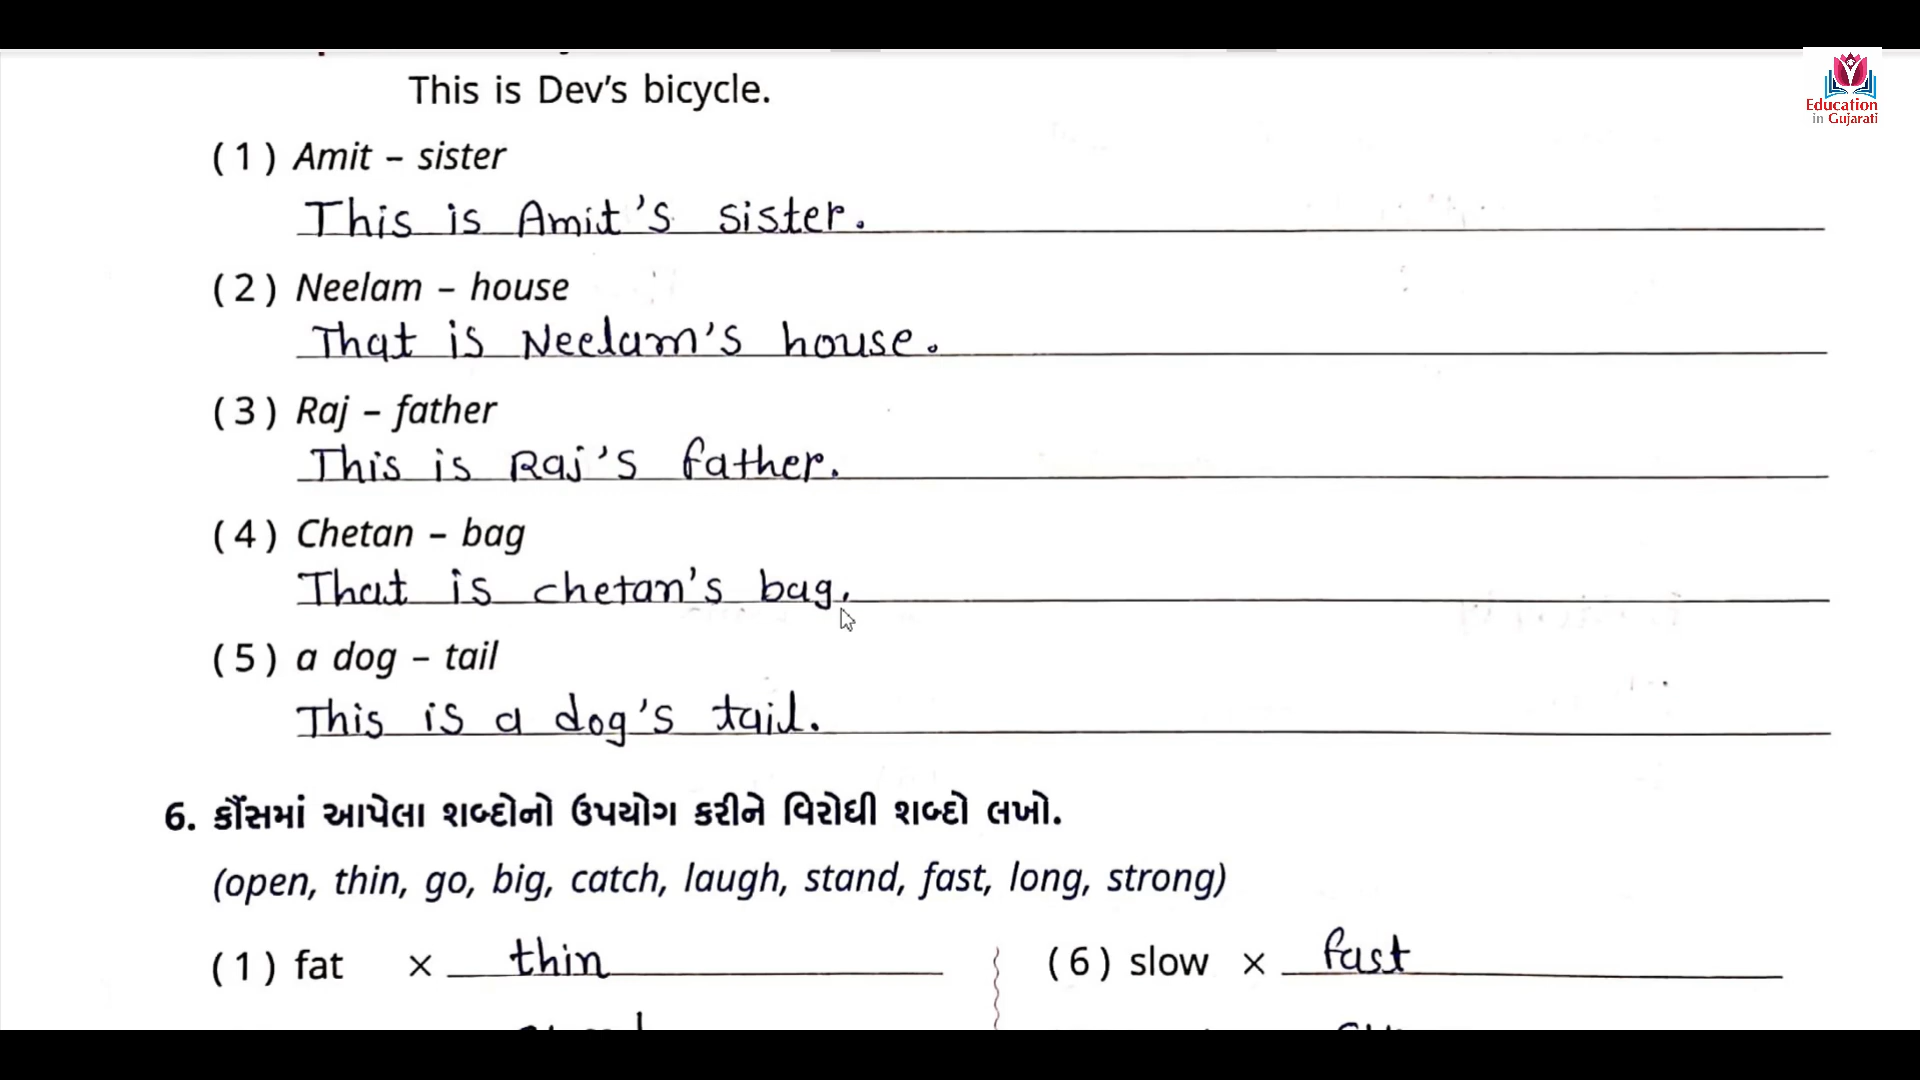 This is Dev's bicycle.
Education
in Gujarati
(1) Amit – sister
This is Amit's sister.
(2) Neelam – house
That is Neelam's house.
(3) Raj – father
This is Raj's father.
(4) Chetan – bag
That is chetan's bag.
(5) a dog – tail
This is a dog's tail.
6. કૌંસમાં આપેલા શબ્દોનો ઉપયોગ કરીને વિરોધી શબ્દો લખો.
(open, thin, go, big, catch, laugh, stand, fast, long, strong)
(1) fat × thin
(6) slow × fast